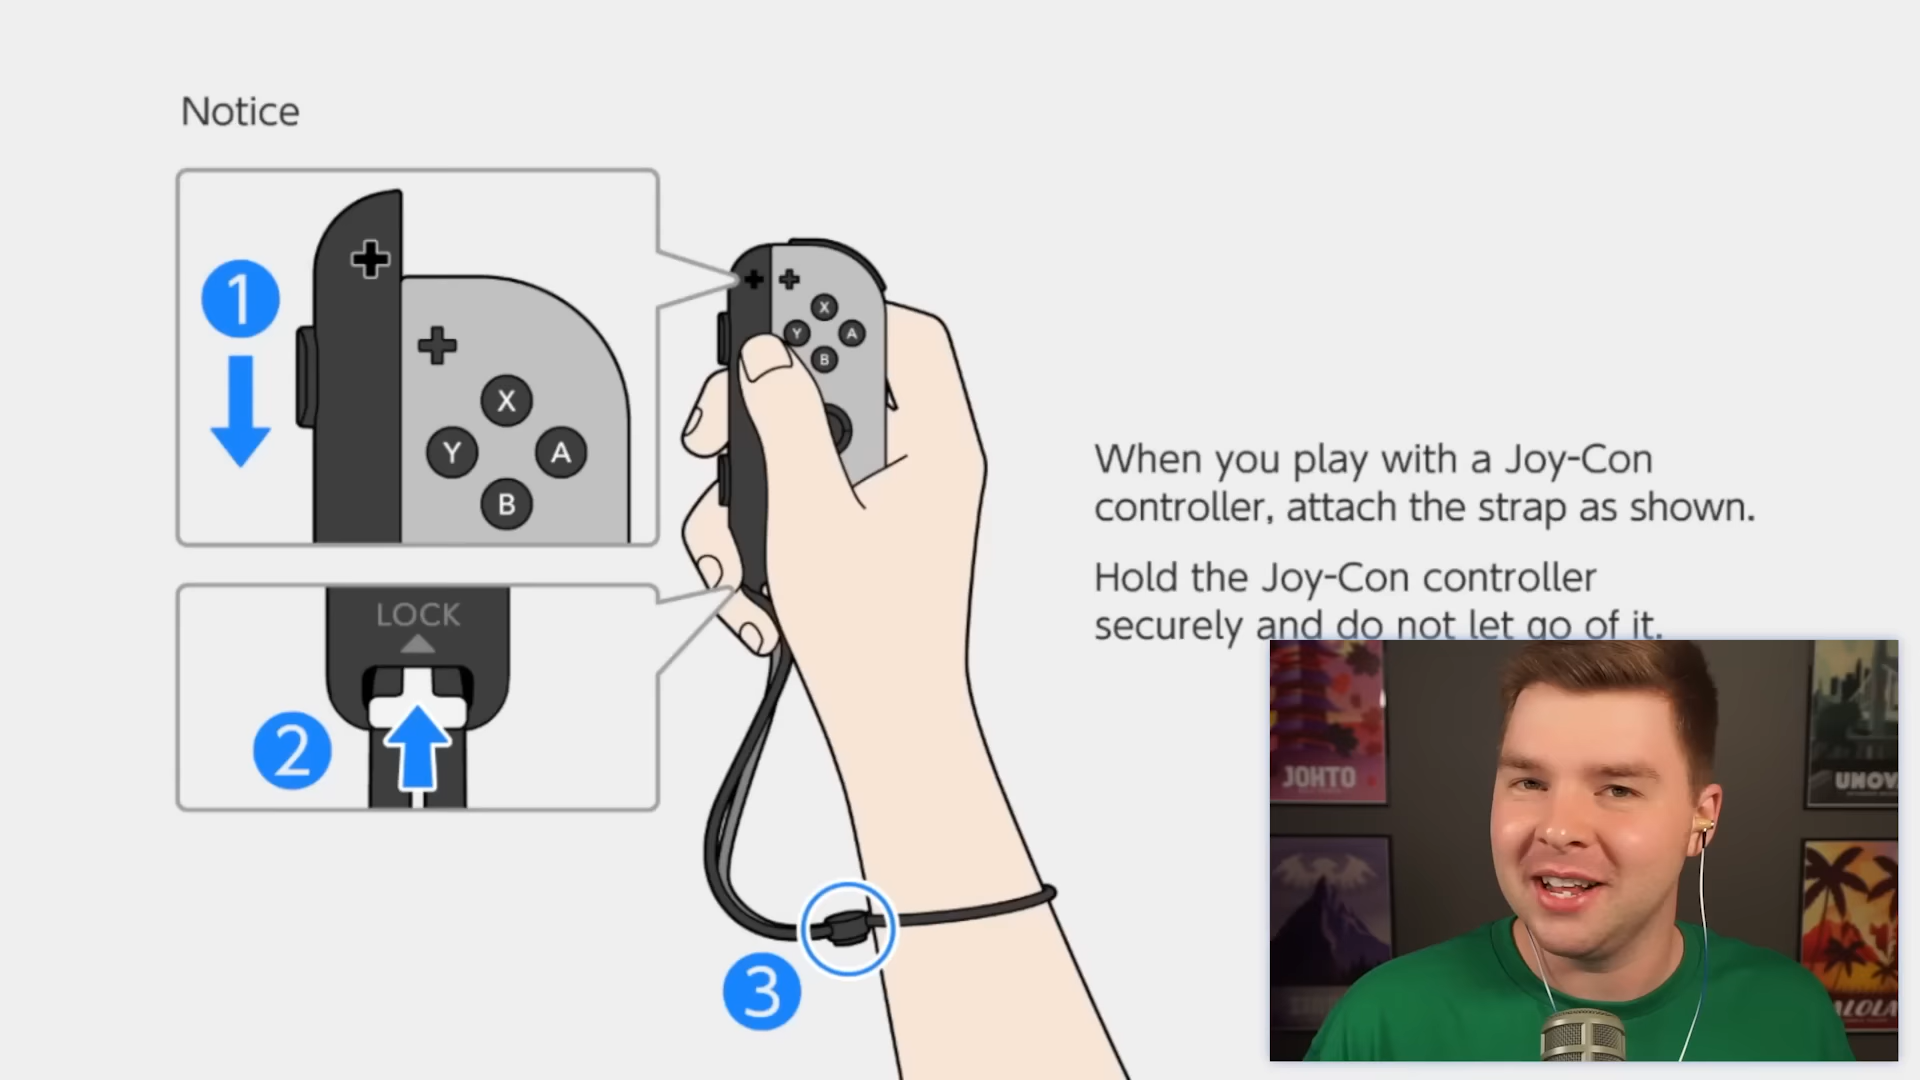 Notice
1
X
Y
A
B
X
Y
A
B
LOCK
2
3
When you play with a Joy-Con
controller, attach the strap as shown.
Hold the Joy-Con controller
securely and do not let go of it.
JOHTO
UNOV
ALOLA